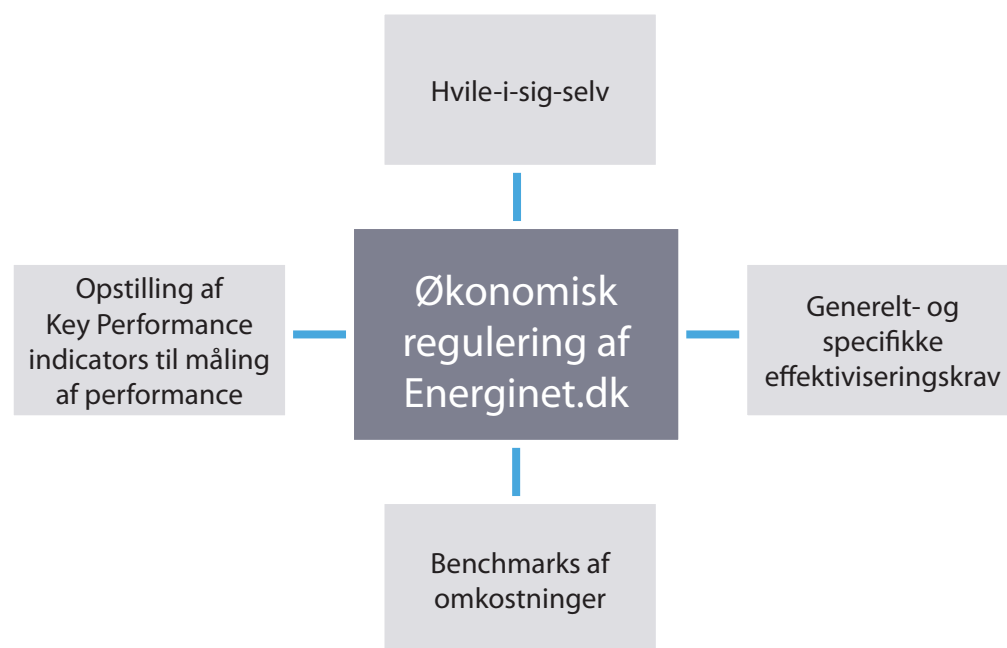 Hvile-i-sig-selv
Opstilling af
Key Performance
indicators til måling
af performance
Økonomisk
regulering af
Energinet.dk
Generelt- og
specifikke
effektiviseringskrav
Benchmarks af
omkostninger